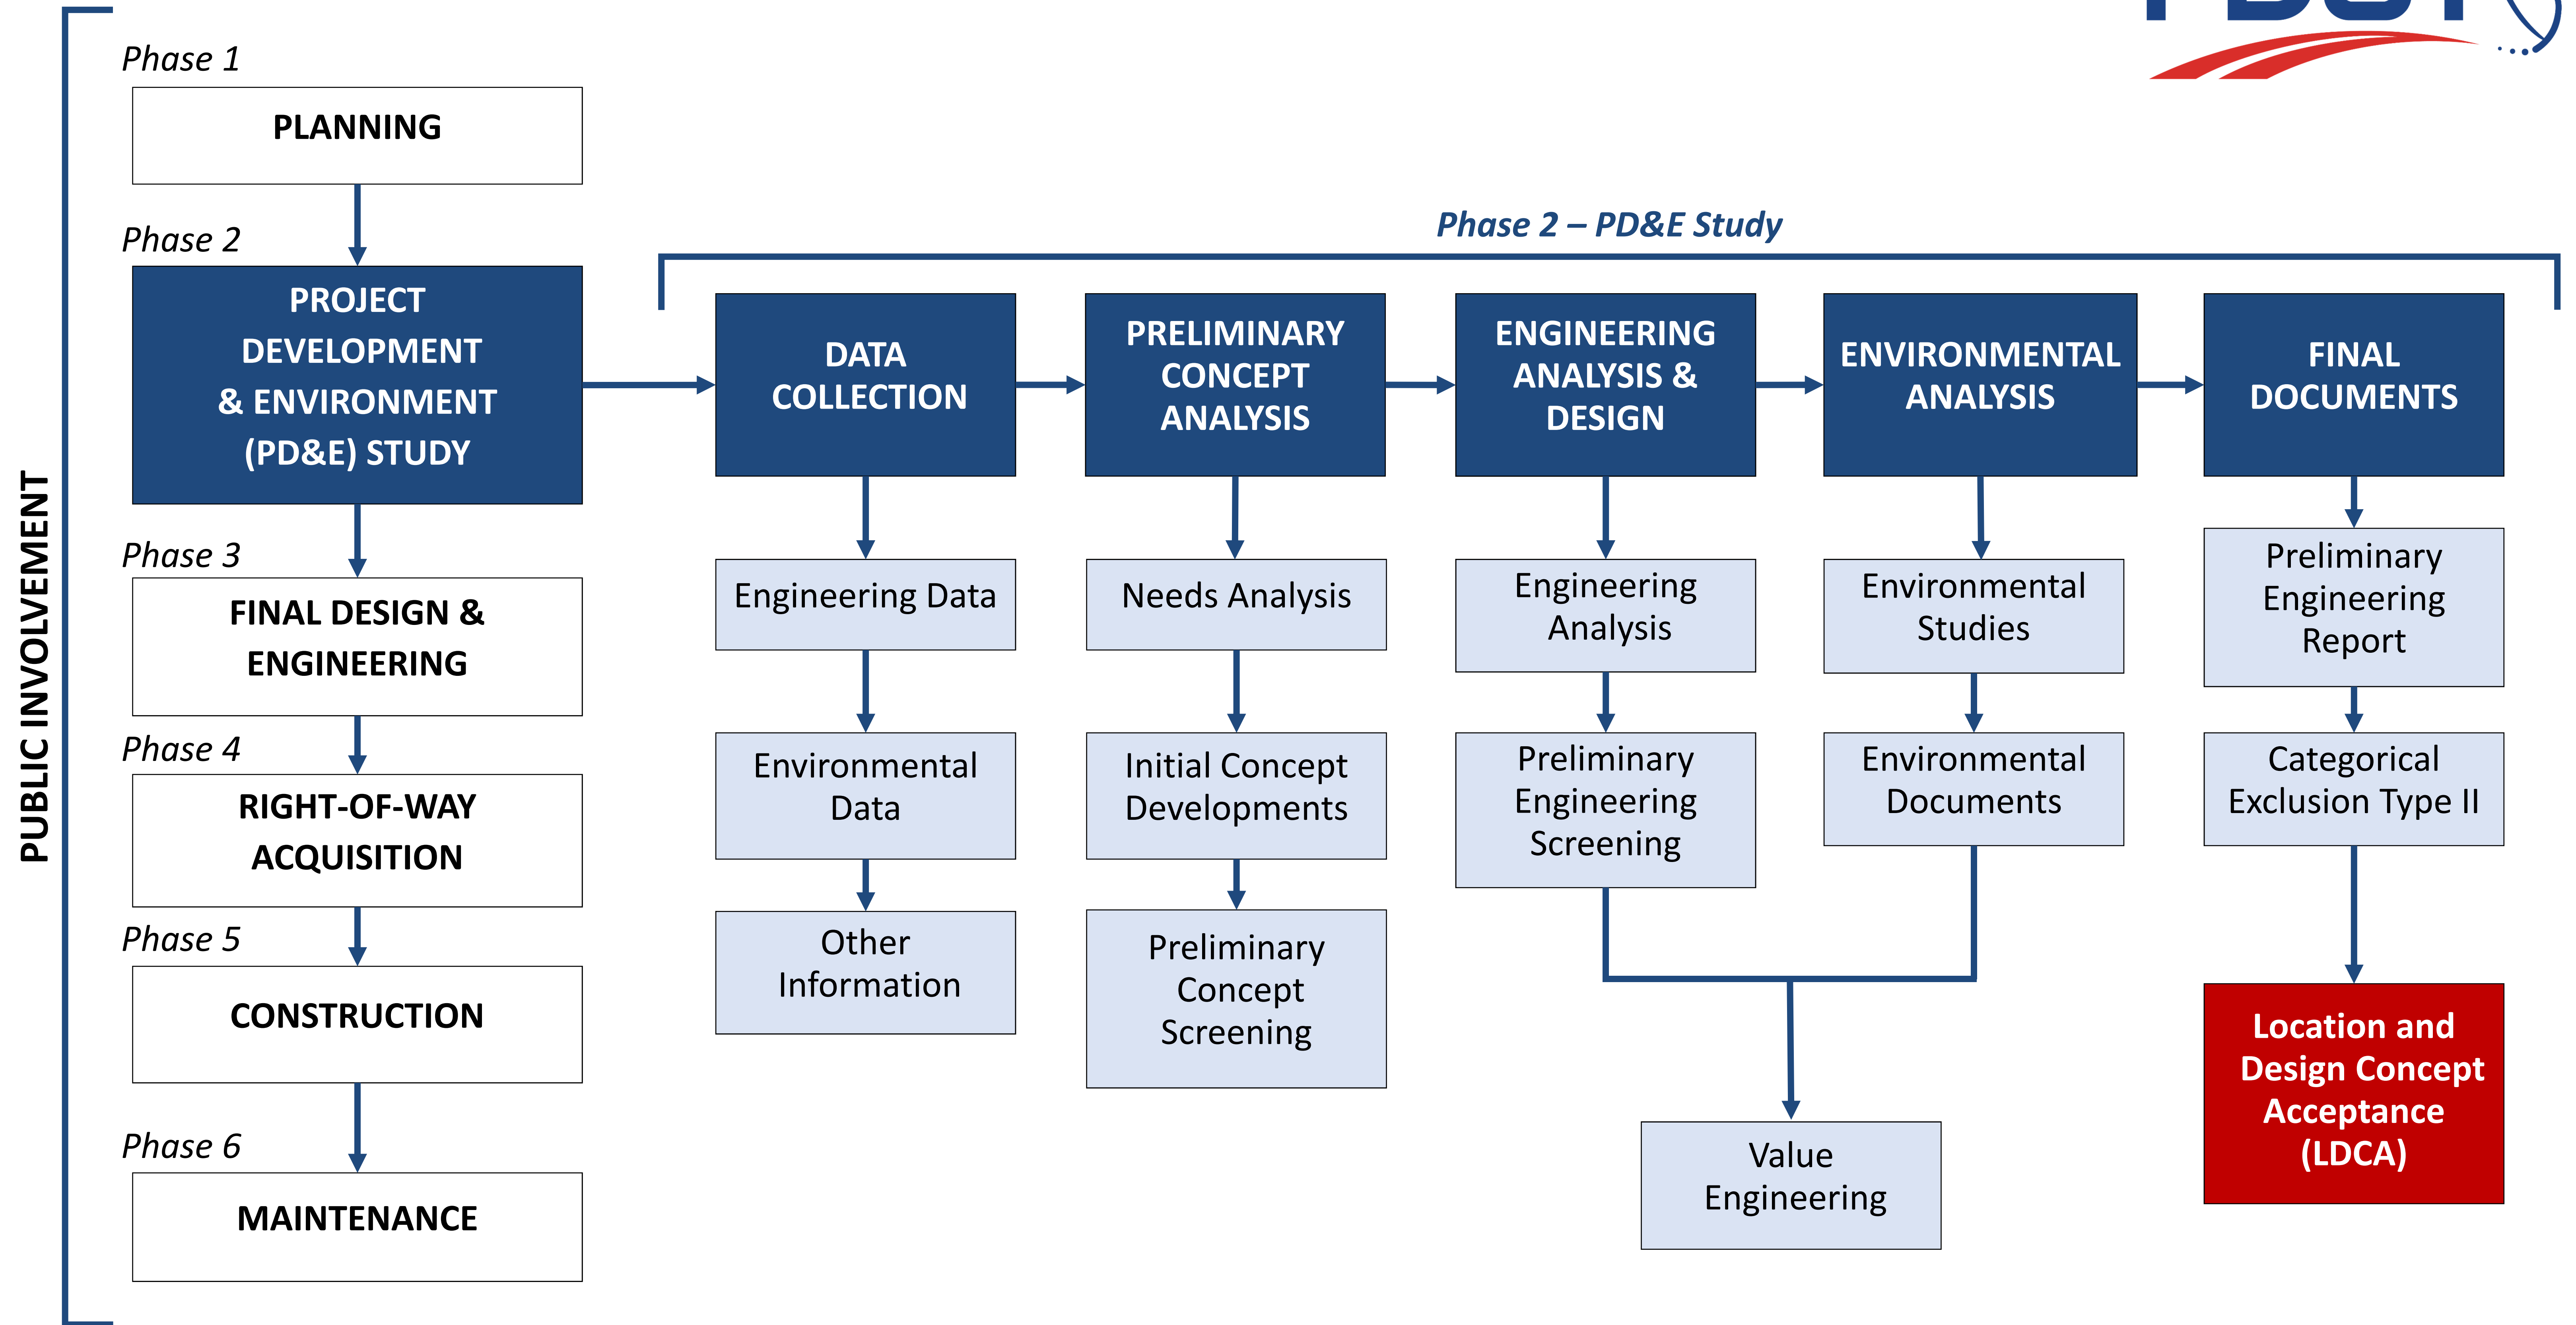 Phase 1
PLANNING
Phase 2
PROJECT
DEVELOPMENT
& ENVIRONMENT
(PD&E) STUDY
Phase 3
FINAL DESIGN &
ENGINEERING
Phase 4
RIGHT-OF-WAY
ACQUISITION
Phase 5
CONSTRUCTION
Phase 6
MAINTENANCE
PUBLIC INVOLVEMENT
Phase 2 – PD&E Study
DATA
COLLECTION
Engineering Data
Environmental
Data
Other
Information
PRELIMINARY
CONCEPT
ANALYSIS
Needs Analysis
Initial Concept
Developments
Preliminary
Concept
Screening
ENGINEERING
ANALYSIS &
DESIGN
Engineering
Analysis
Preliminary
Engineering
Screening
ENVIRONMENTAL
ANALYSIS
Environmental
Studies
Environmental
Documents
Value
Engineering
FINAL
DOCUMENTS
Preliminary
Engineering
Report
Categorical
Exclusion Type II
Location and
Design Concept
Acceptance
(LDCA)